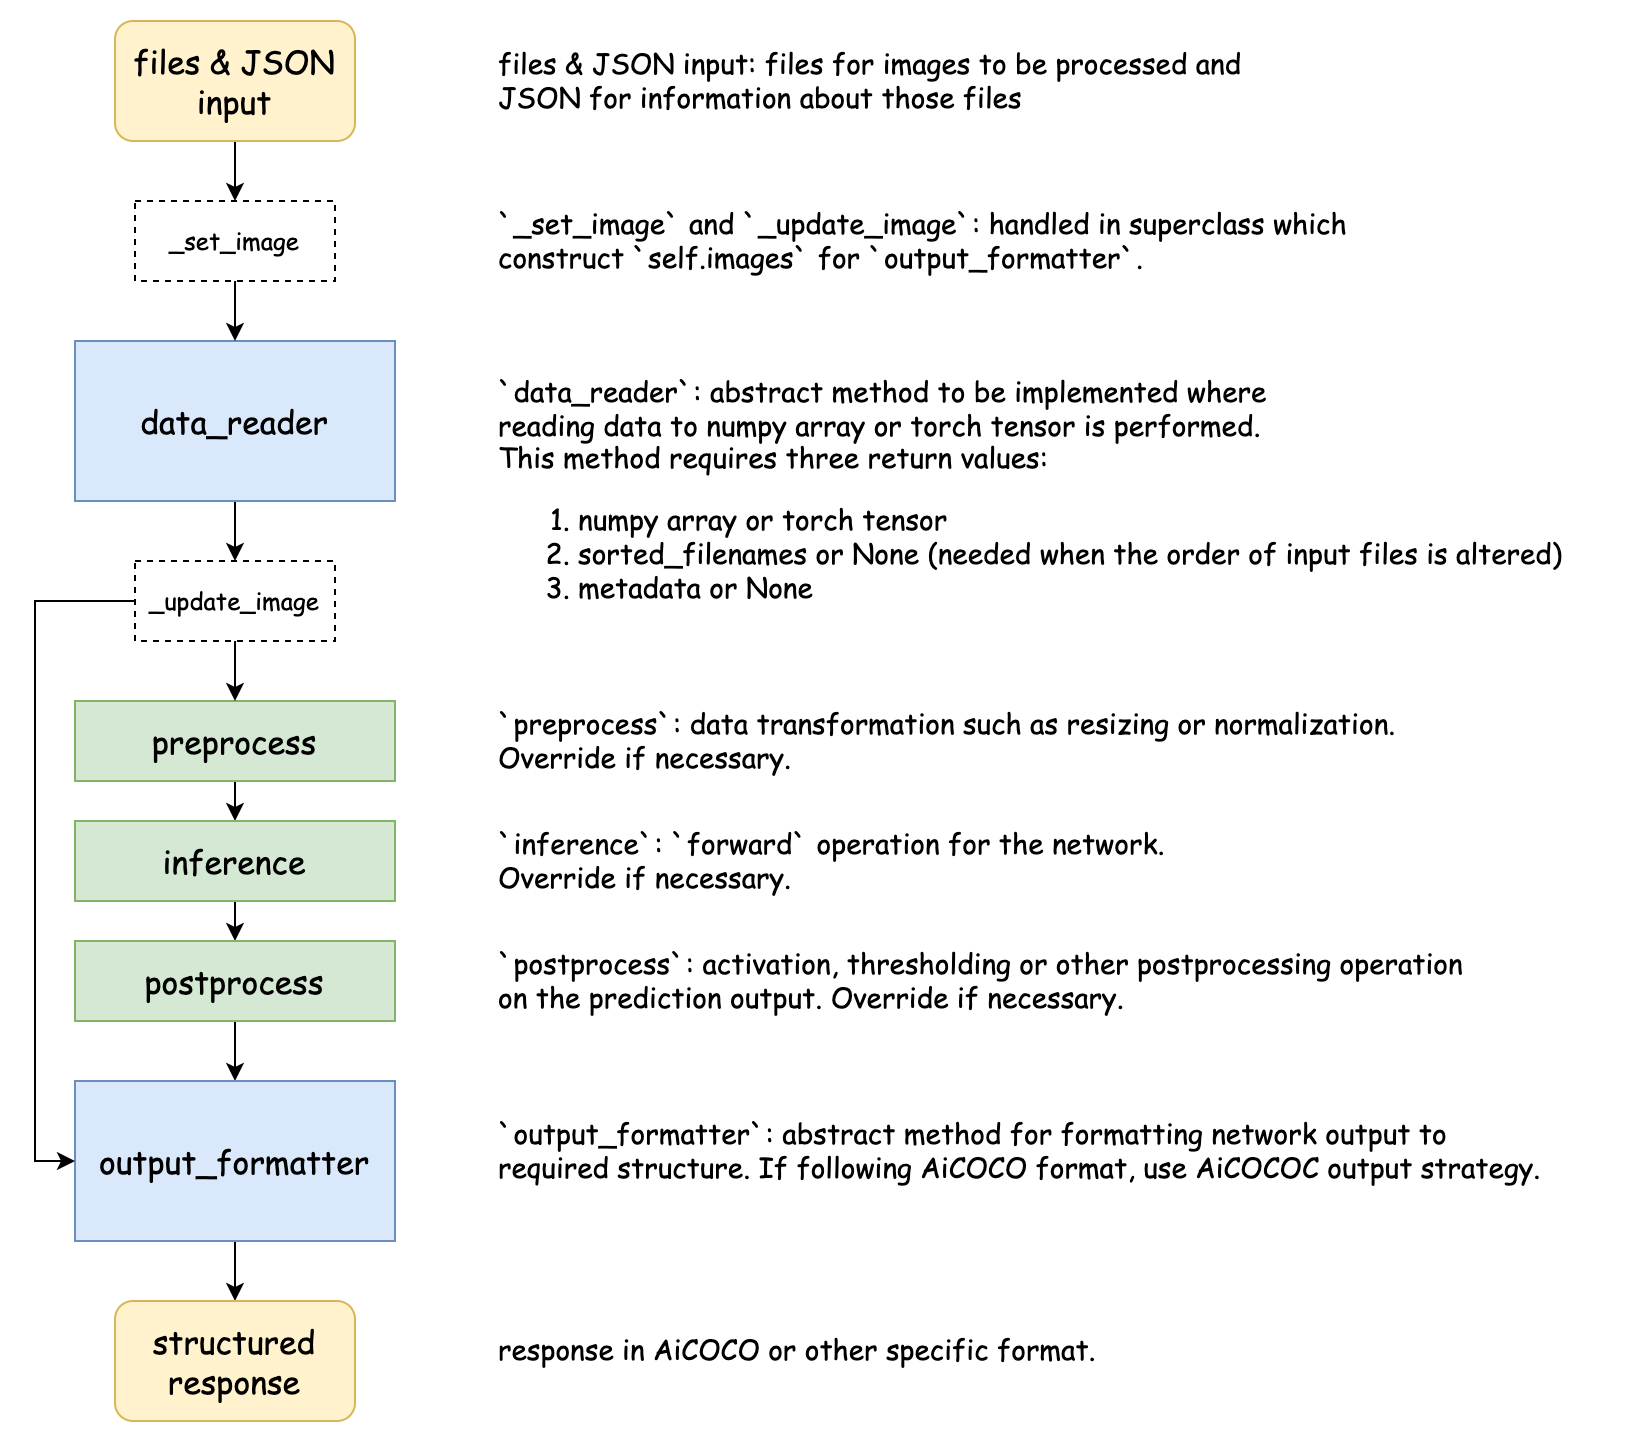 files & JSON
input
files & JSON input: files for images to be processed and
JSON for information about those files
_set_image
`_set_image` and `_update_image`: handled in superclass which
construct `self.images` for `output_formatter`.
data_reader
`data_reader`: abstract method to be implemented where
reading data to numpy array or torch tensor is performed.
This method requires three return values:
1. numpy array or torch tensor
2. sorted_filenames or None (needed when the order of input files is altered)
3. metadata or None
_update_image
preprocess
`preprocess`: data transformation such as resizing or normalization.
Override if necessary.
inference
`inference`: `forward` operation for the network.
Override if necessary.
postprocess
`postprocess`: activation, thresholding or other postprocessing operation
on the prediction output. Override if necessary.
output_formatter
`output_formatter`: abstract method for formatting network output to
required structure. If following AiCOCO format, use AiCOCOC output strategy.
structured
response
response in AiCOCO or other specific format.